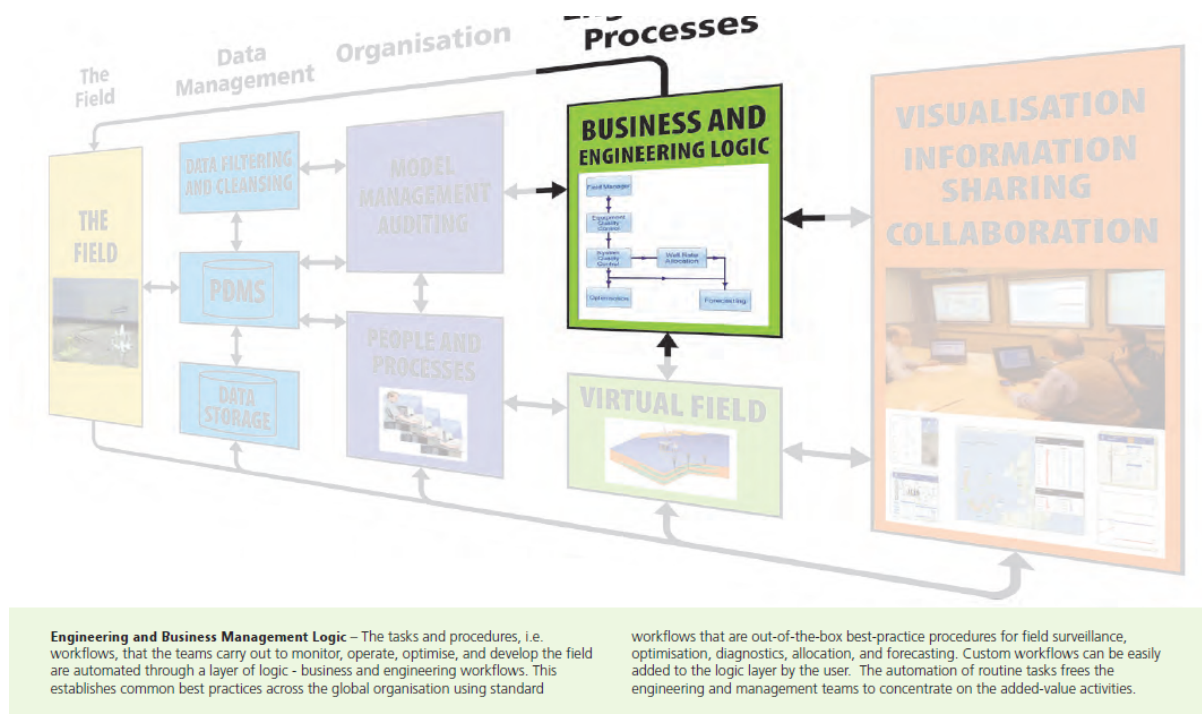 Processes
Organisation
Data
Management
The
Field
BUSINESS AND
ENGINEERING LOGIC
Field Manager
Equipment
Quality
Control
System
Quality
Control
Well Rate
Allocation
Optimisation
Forecasting
VISUALISATION
INFORMATION
SHARING
COLLABORATION
DATA FILTERING
AND CLEANSING
MODEL
MANAGEMENT
AUDITING
THE
FIELD
PDMS
PEOPLE AND
PROCESSES
DATA
STORAGE
VIRTUAL FIELD
Engineering and Business Management Logic – The tasks and procedures, i.e.
workflows, that the teams carry out to monitor, operate, optimise, and develop the field
are automated through a layer of logic - business and engineering workflows. This
establishes common best practices across the global organisation using standard
workflows that are out-of-the-box best-practice procedures for field surveillance,
optimisation, diagnostics, allocation, and forecasting. Custom workflows can be easily
added to the logic layer by the user. The automation of routine tasks frees the
engineering and management teams to concentrate on the added-value activities.